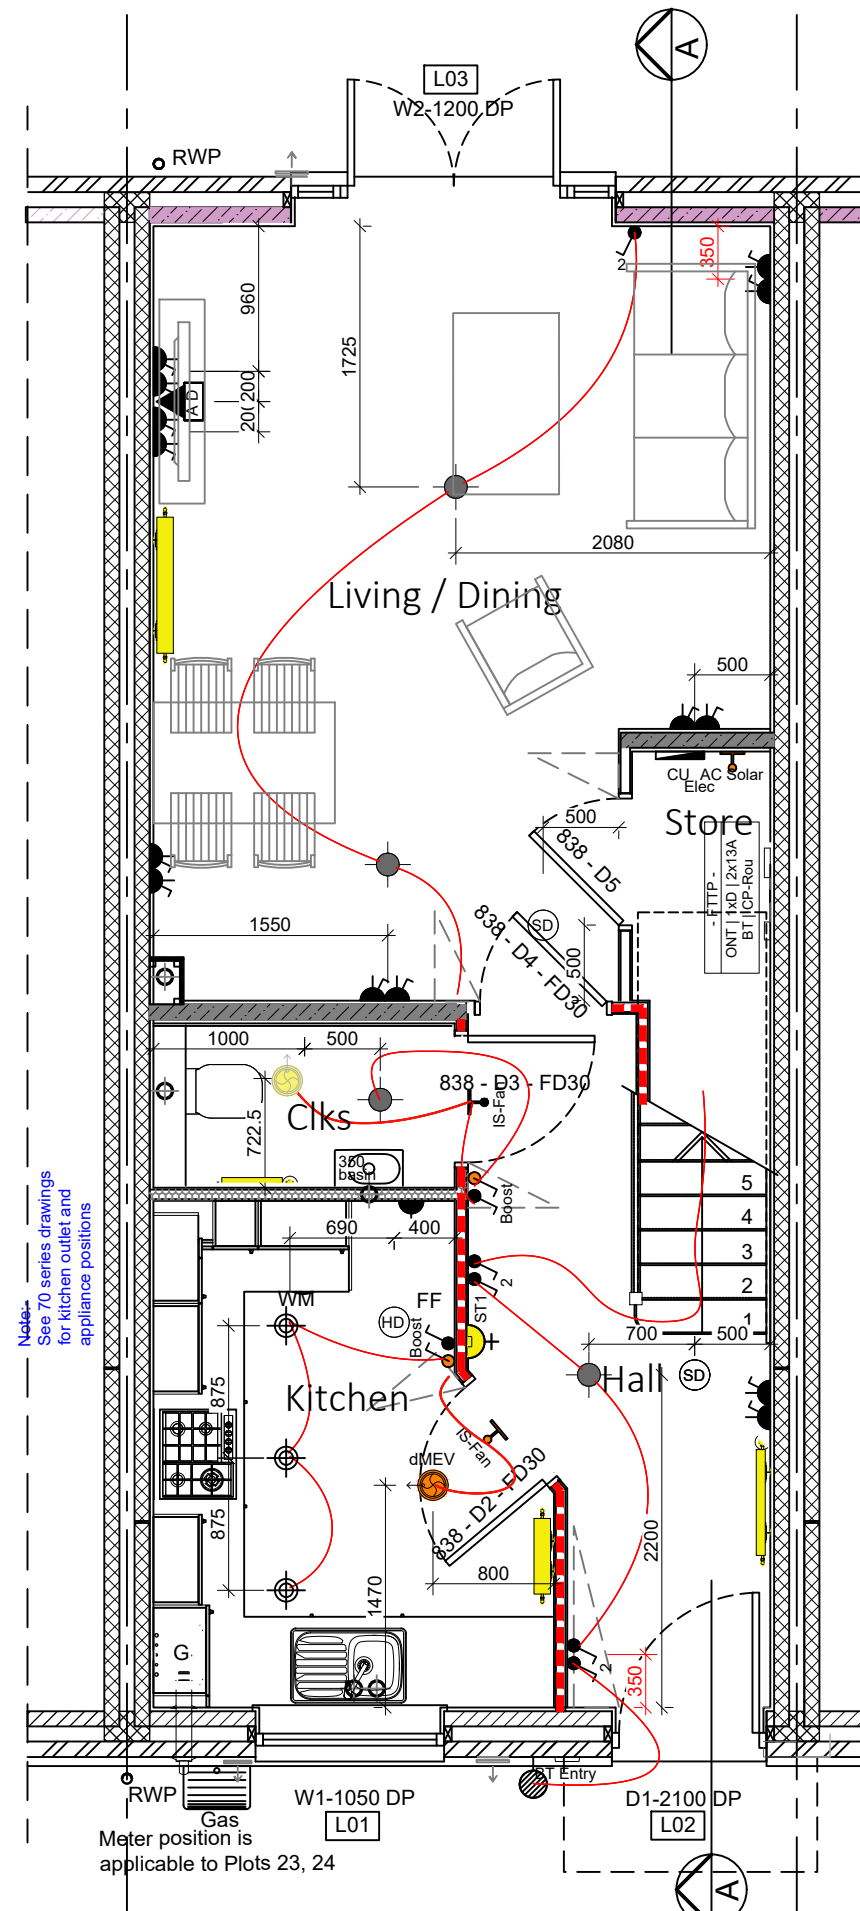 A
L03
W2-1200 DP
RWP
2
350
960
1725
200
200
A D
2080
Living / Dining
500
CU
AC Solar
Elec
Store
500
838 - D5
- FTTP -
ONT | 1xD | 2x13A
BT | CP-Rou
SD
838 - D4 - FD30
500
1550
1000
500
838 - D3 - FD30
IS-Fan
Clks
722.5
350
basin
Boost
5
4
3
2
1
690
400
2
WM
FF
ST1
HD
Boost
700
500
Note:-
See 70 series drawings
for kitchen outlet and
appliance positions
875
Kitchen
Hall
SD
IS-Fan
dMEV
838 - D2 - FD30
875
2200
800
1470
G
2
350
BT Entry
RWP
W1-1050 DP
D1-2100 DP
Gas
L01
L02
Meter position is
applicable to Plots 23, 24
A